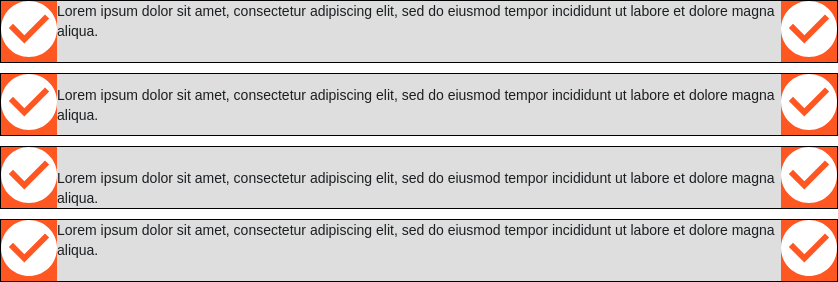 Lorem ipsum dolor sit amet, consectetur adipiscing elit, sed do eiusmod tempor incididunt ut labore et dolore magna
aliqua.
Lorem ipsum dolor sit amet, consectetur adipiscing elit, sed do eiusmod tempor incididunt ut labore et dolore magna
aliqua.
Lorem ipsum dolor sit amet, consectetur adipiscing elit, sed do eiusmod tempor incididunt ut labore et dolore magna
aliqua.
Lorem ipsum dolor sit amet, consectetur adipiscing elit, sed do eiusmod tempor incididunt ut labore et dolore magna
aliqua.